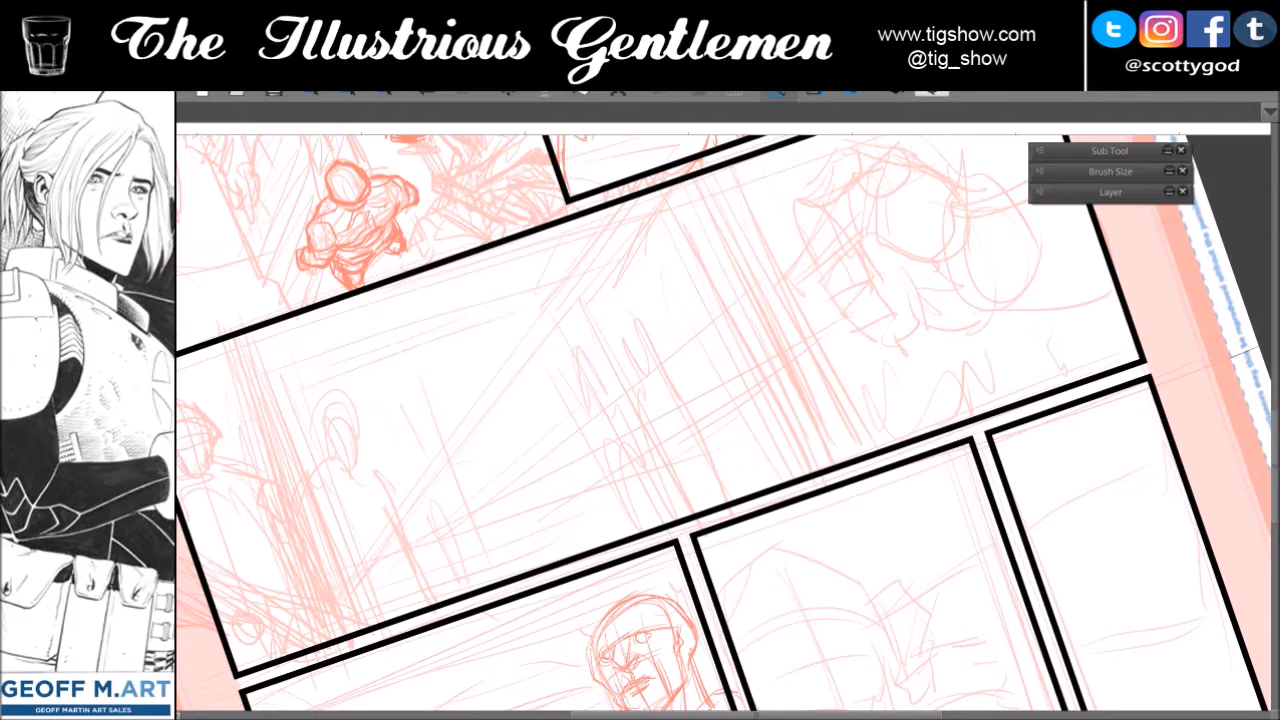 The Illustrious Gentlemen
www.tigshow.com
@tig_show
@scottygod
Sub Tool
Brush Size
Layer
GEOFF M.ART
GEOFF MARTIN ART SALES